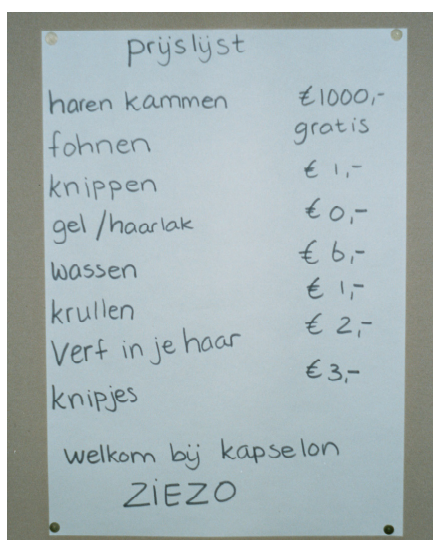 prijslijst
haren kammen €1000,-
fohnen gratis
knippen € 1,-
gel/haarlak €0,-
wassen € 6,-
krullen € 1,-
Verf in je haar € 2,-
knipjes €3,-
welkom bij kapselon
ZIEZO